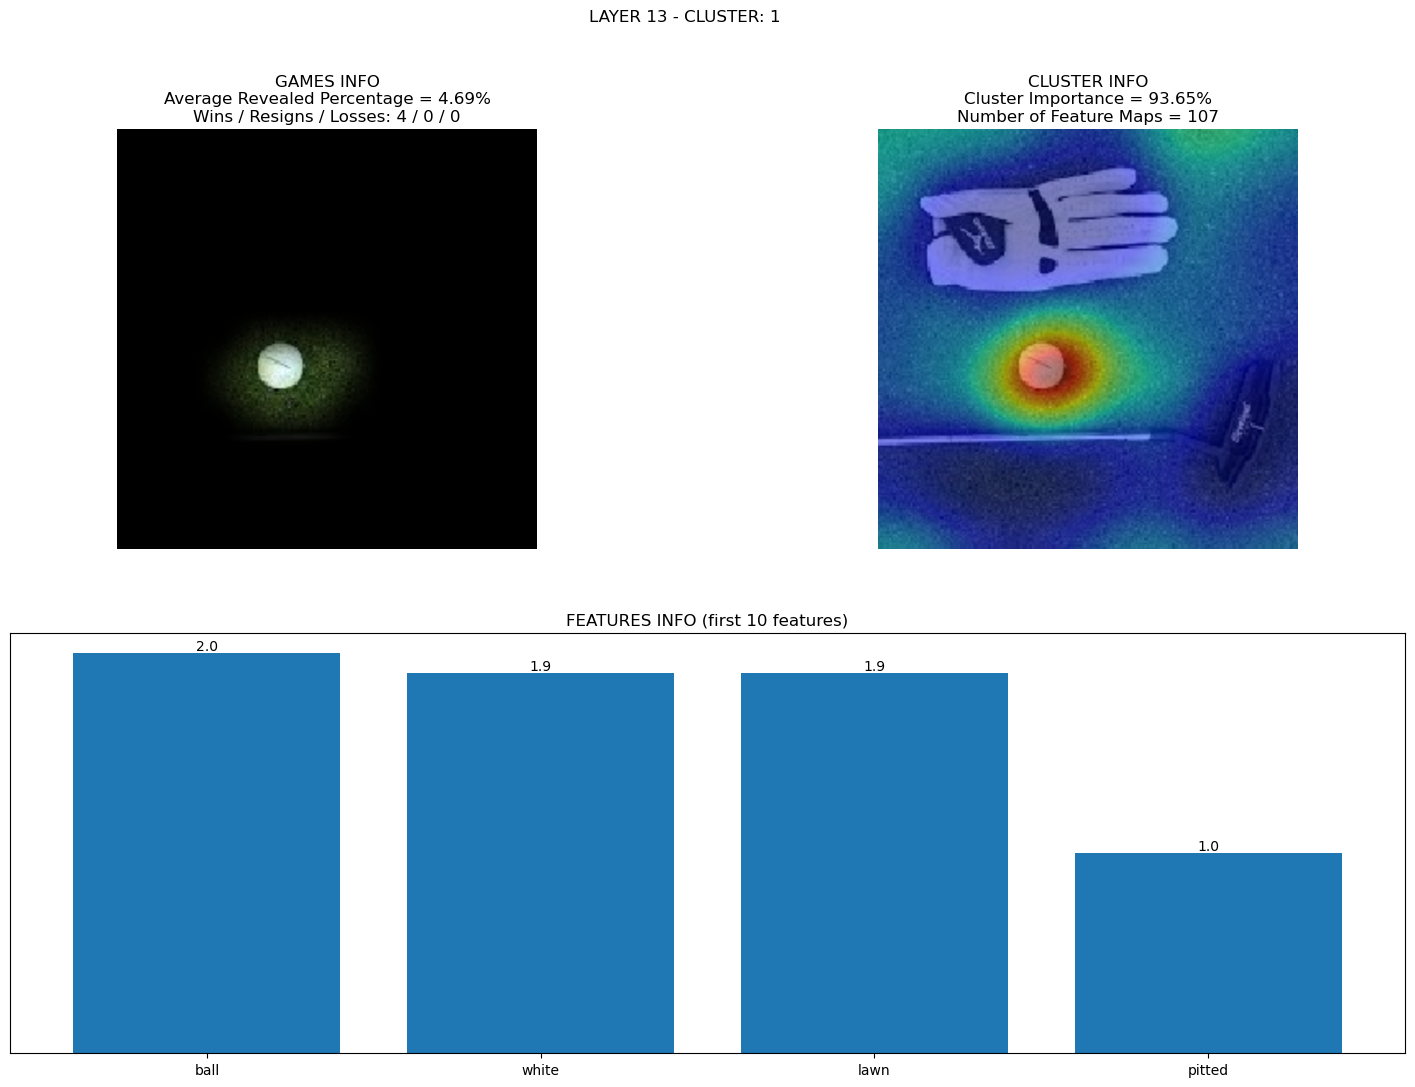 LAYER 13 - CLUSTER: 1
GAMES INFO
Average Revealed Percentage = 4.69%
Wins / Resigns / Losses: 4 / 0 / 0
CLUSTER INFO
Cluster Importance = 93.65%
Number of Feature Maps = 107
FEATURES INFO (first 10 features)
2.0
1.9
1.9
1.0
ball
white
lawn
pitted